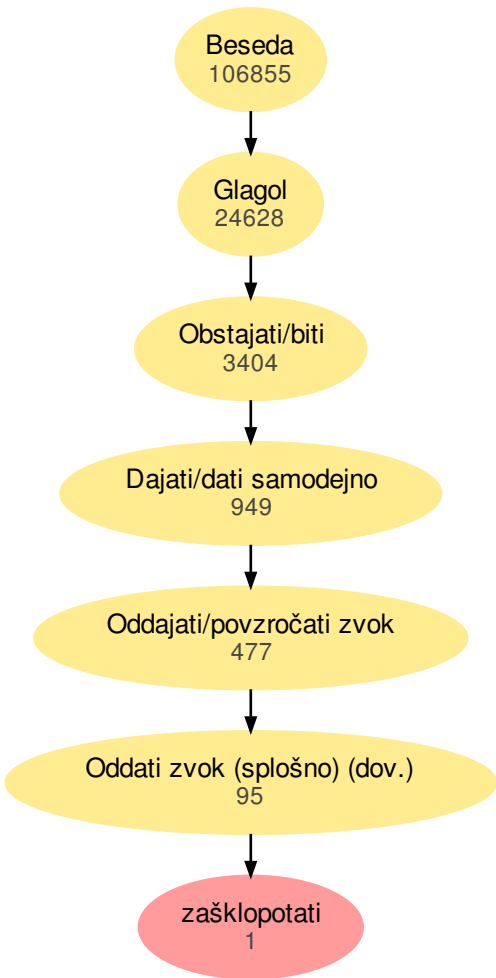 Beseda
106855
Glagol
24628
Obstajati/biti
3404
Dajati/dati samodejno
949
Oddajati/povzročati zvok
477
Oddati zvok (splošno) (dov.)
95
zašklopotati
1